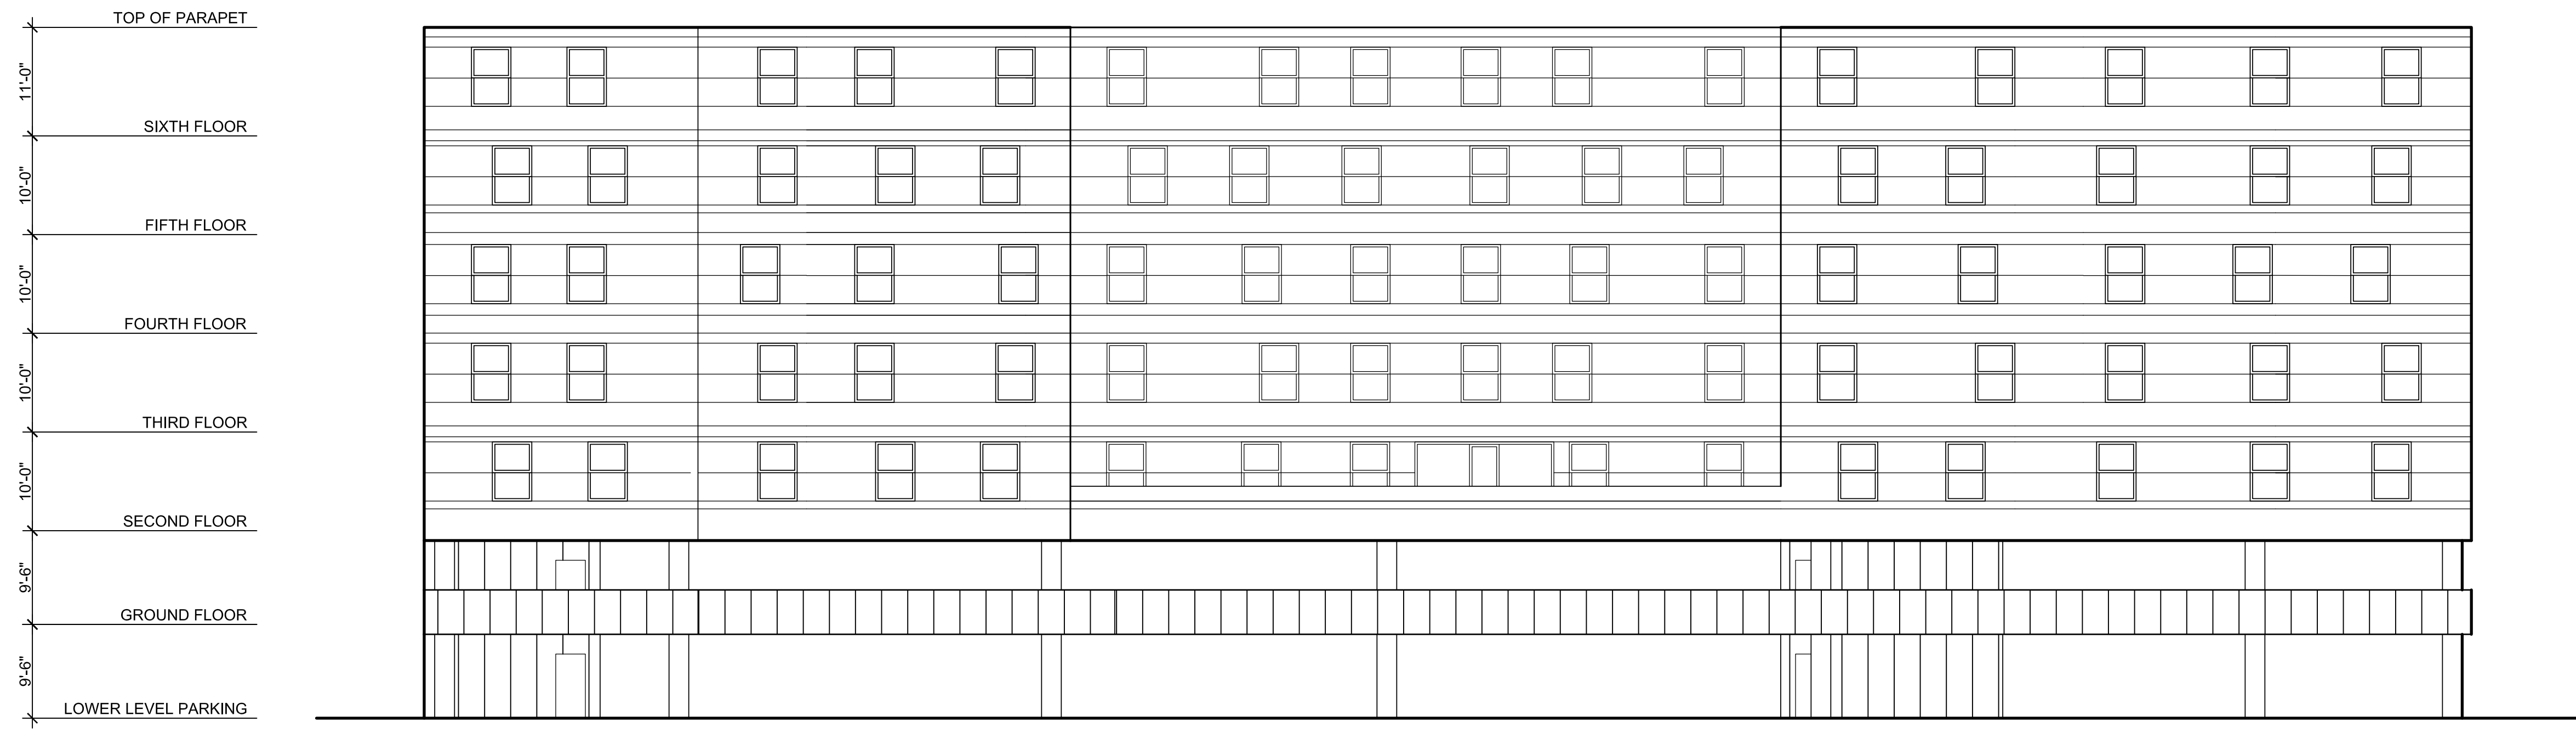 TOP OF PARAPET
11'-0"
SIXTH FLOOR
10'-0"
FIFTH FLOOR
10'-0"
FOURTH FLOOR
10'-0"
THIRD FLOOR
10'-0"
SECOND FLOOR
9'-6"
GROUND FLOOR
9'-6"
LOWER LEVEL PARKING